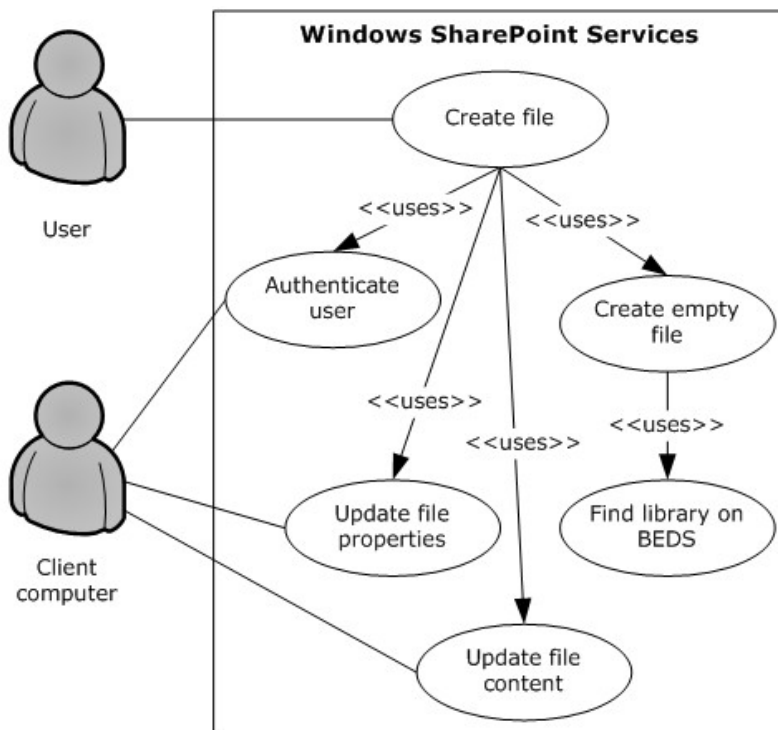 Windows SharePoint Services
Create file
User
<<uses>>
<<uses>>
Authenticate
user
Create empty
file
<<uses>>
<<uses>>
<<uses>>
Update file
properties
Find library on
BEDS
Client
computer
Update file
content